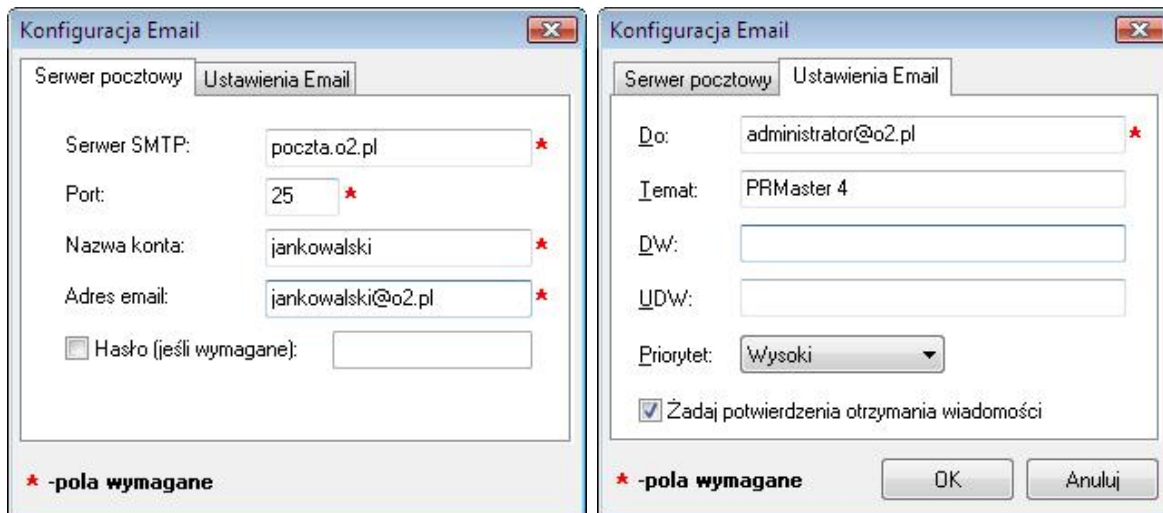 Konfiguracja Email
Serwer pocztowy Ustawienia Email
Serwer SMTP: poczta.o2.pl *
Port: 25 *
Nazwa konta: jankowalski *
Adres email: jankowalski@o2.pl *
Hasło (jeśli wymagane):
* -pola wymagane
Konfiguracja Email
Serwer pocztowy Ustawienia Email
Do: administrator@o2.pl *
Temat: PRMaster 4
DW:
UDW:
Priorytet: Wysoki
Żadaj potwierdzenia otrzymania wiadomości
* -pola wymagane OK Anuluj